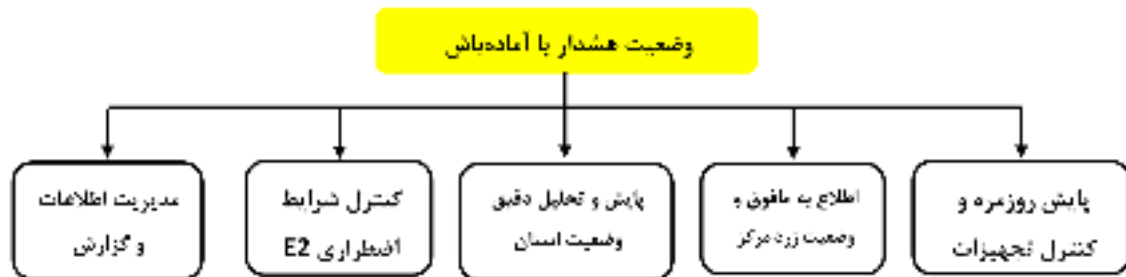 وضعیت هشدار یا آماده‌باش
پایش روزمره و
کنترل تجهیزات
اطلاع به مافوق و
وضعیت زرد مرکز
پایش و تحلیل دقیق
وضعیت استان
کنترل شرایط
اضطراری E2
مدیریت اطلاعات
و گزارش